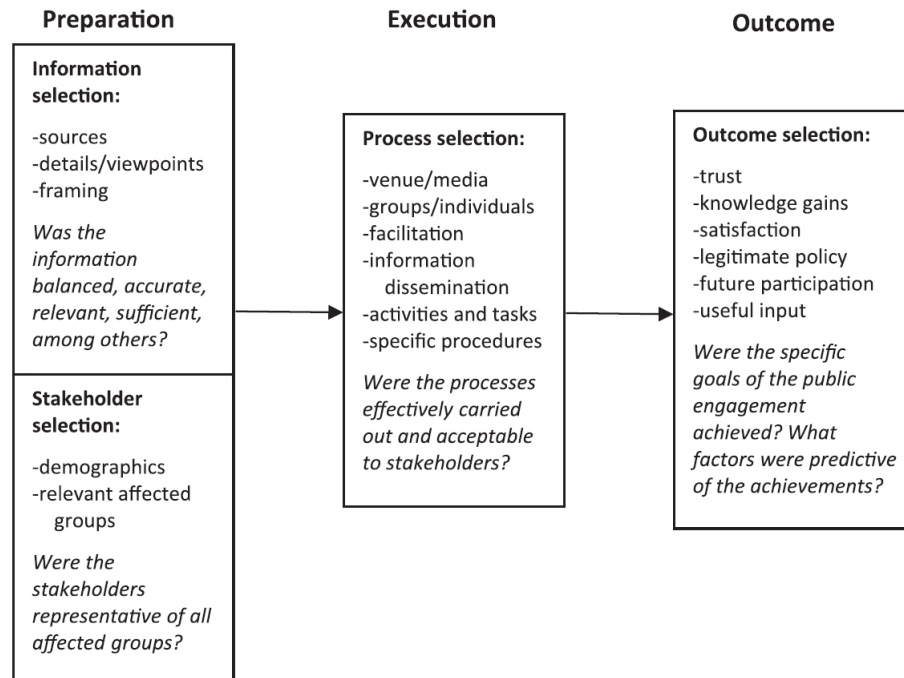 Preparation
Information
selection:
-sources
-details/viewpoints
-framing
Was the
information
balanced, accurate,
relevant, sufficient,
among others?
Stakeholder
selection:
-demographics
-relevant affected
groups
Were the
stakeholders
representative of all
affected groups?
Execution
Process selection:
-venue/media
-groups/individuals
-facilitation
-information
dissemination
-activities and tasks
-specific procedures
Were the processes
effectively carried
out and acceptable
to stakeholders?
Outcome
Outcome selection:
-trust
-knowledge gains
-satisfaction
-legitimate policy
-future participation
-useful input
Were the specific
goals of the public
engagement
achieved? What
factors were predictive
of the achievements?